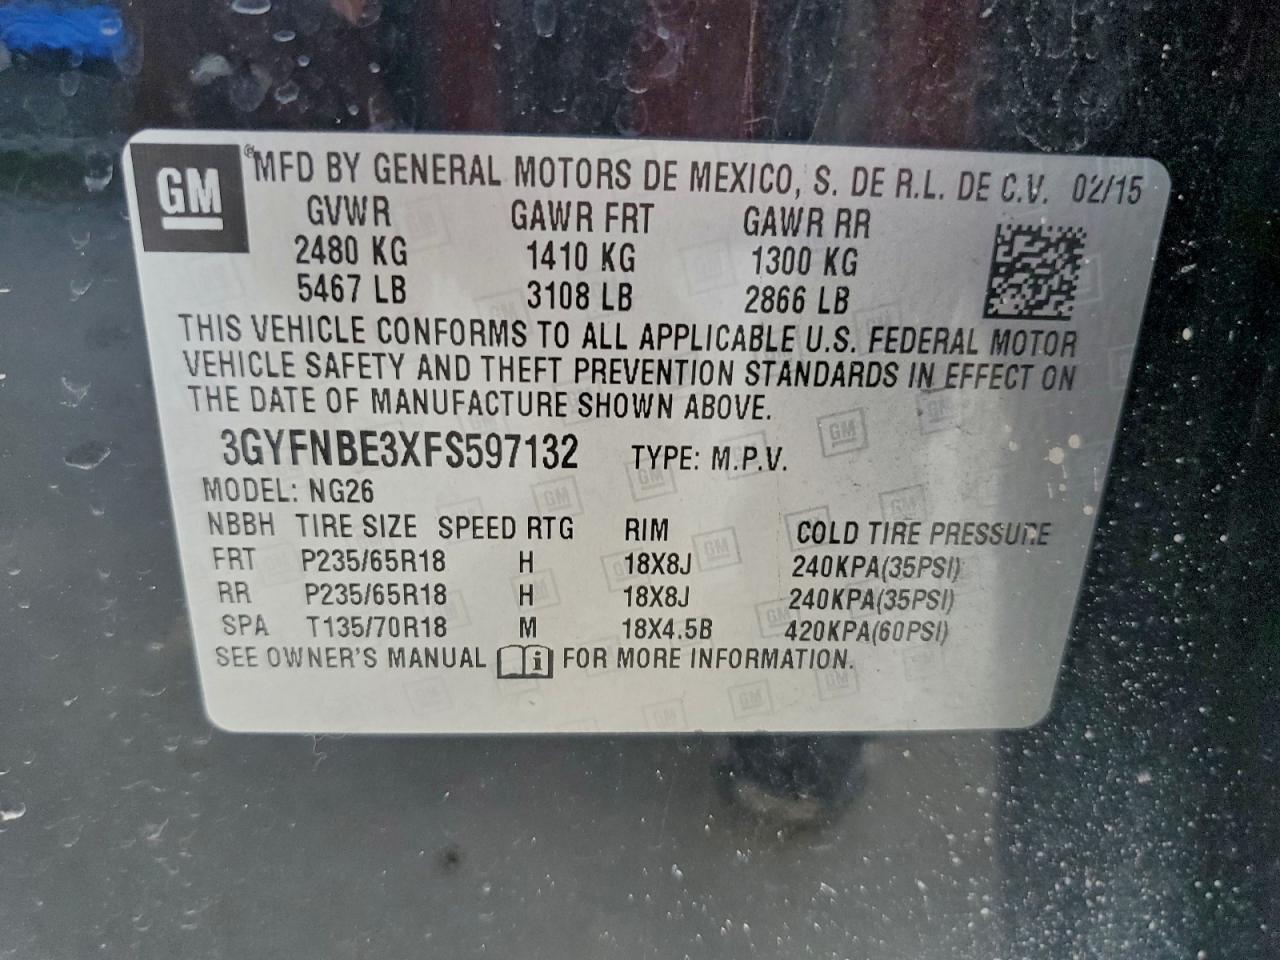 GM ® MFD BY GENERAL MOTORS DE MEXICO, S. DE R.L. DE C.V. 02/15
GVWR GAWR FRT GAWR RR
2480 KG 1410 KG 1300 KG
5467 LB 3108 LB 2866 LB
THIS VEHICLE CONFORMS TO ALL APPLICABLE U.S. FEDERAL MOTOR
VEHICLE SAFETY AND THEFT PREVENTION STANDARDS IN EFFECT ON
THE DATE OF MANUFACTURE SHOWN ABOVE.
3GYFNBE3XFS597132 TYPE: M.P.V.
MODEL: NG26
NBBH TIRE SIZE SPEED RTG RIM COLD TIRE PRESSURE
FRT P235/65R18 H 18X8J 240KPA(35PSI)
RR P235/65R18 H 18X8J 240KPA(35PSI)
SPA T135/70R18 M 18X4.5B 420KPA(60PSI)
SEE OWNER'S MANUAL i FOR MORE INFORMATION.